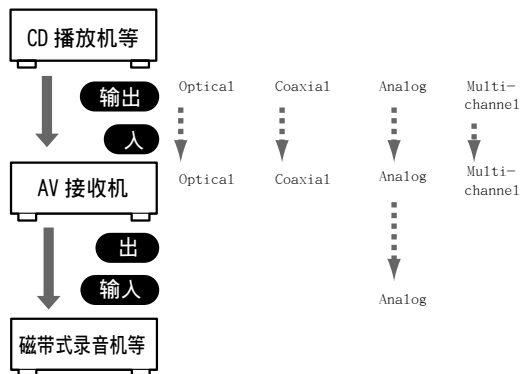 CD 播放机等
输出
Optical Coaxial Analog Multi-
channel
入
AV 接收机
Optical Coaxial Analog Multi-
channel
出
输入
Analog
磁带式录音机等